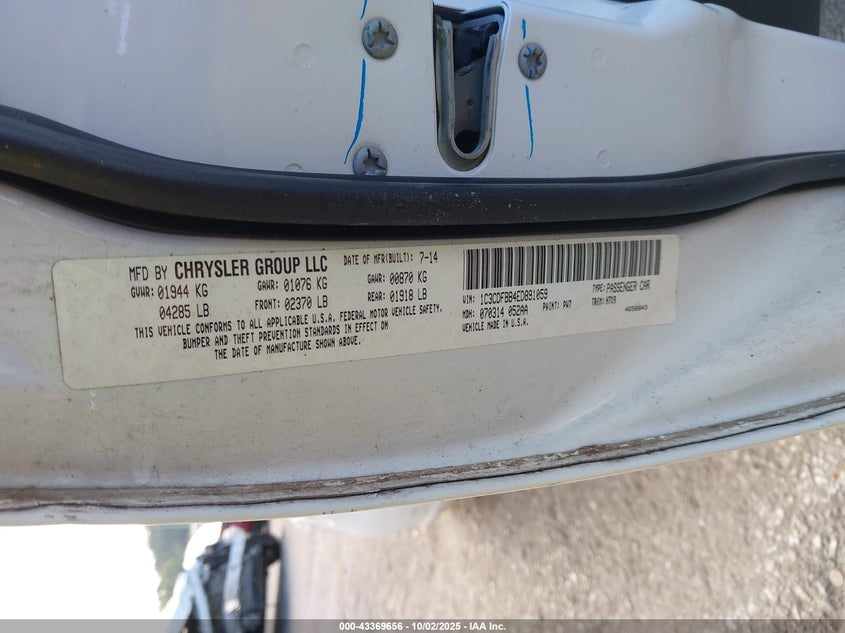 MFD BY CHRYSLER GROUP LLC DATE OF MFR(BUILT): 7-14
GVWR: 01944 KG GAWR: 01076 KG GAWR: 00870 KG
04285 LB FRONT: 02370 LB REAR: 01918 LB
THIS VEHICLE CONFORMS TO ALL APPLICABLE U.S.A. FEDERAL MOTOR VEHICLE SAFETY,
BUMPER AND THEFT PREVENTION STANDARDS IN EFFECT ON
THE DATE OF MANUFACTURE SHOWN ABOVE.
VIN: 1C3CDFBB4ED891059 TYPE: PASSENGER CAR
MDH: 070314 052AA PAINT: PW7 TRIM:
VEHICLE MADE IN U.S.A.
000-43369656 - 10/02/2025 - IAA Inc.